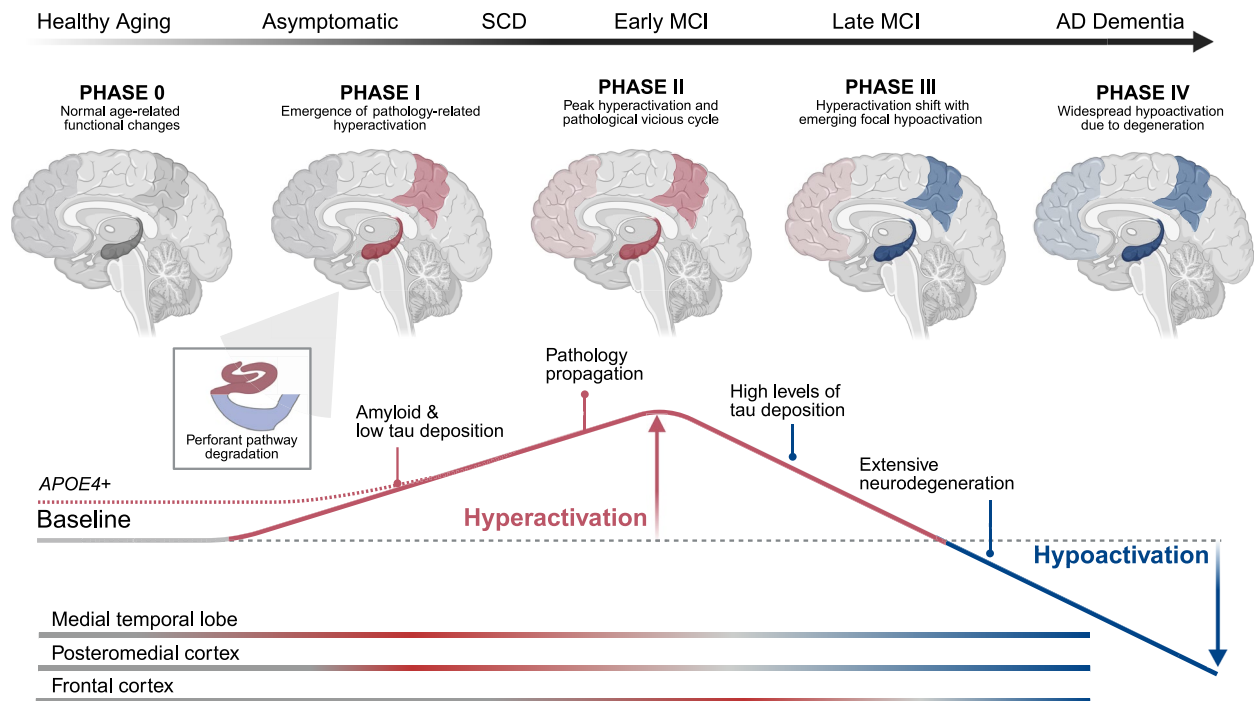 Healthy Aging
Asymptomatic
SCD
Early MCI
Late MCI
AD Dementia
PHASE 0
Normal age-related
functional changes
PHASE I
Emergence of pathology-related
hyperactivation
PHASE II
Peak hyperactivation and
pathological vicious cycle
PHASE III
Hyperactivation shift with
emerging focal hypoactivation
PHASE IV
Widespread hypoactivation
due to degeneration
Perforant pathway
degradation
Amyloid &
low tau deposition
Pathology
propagation
High levels of
tau deposition
Extensive
neurodegeneration
APOE4+
Baseline
Hyperactivation
Hypoactivation
Medial temporal lobe
Posteromedial cortex
Frontal cortex